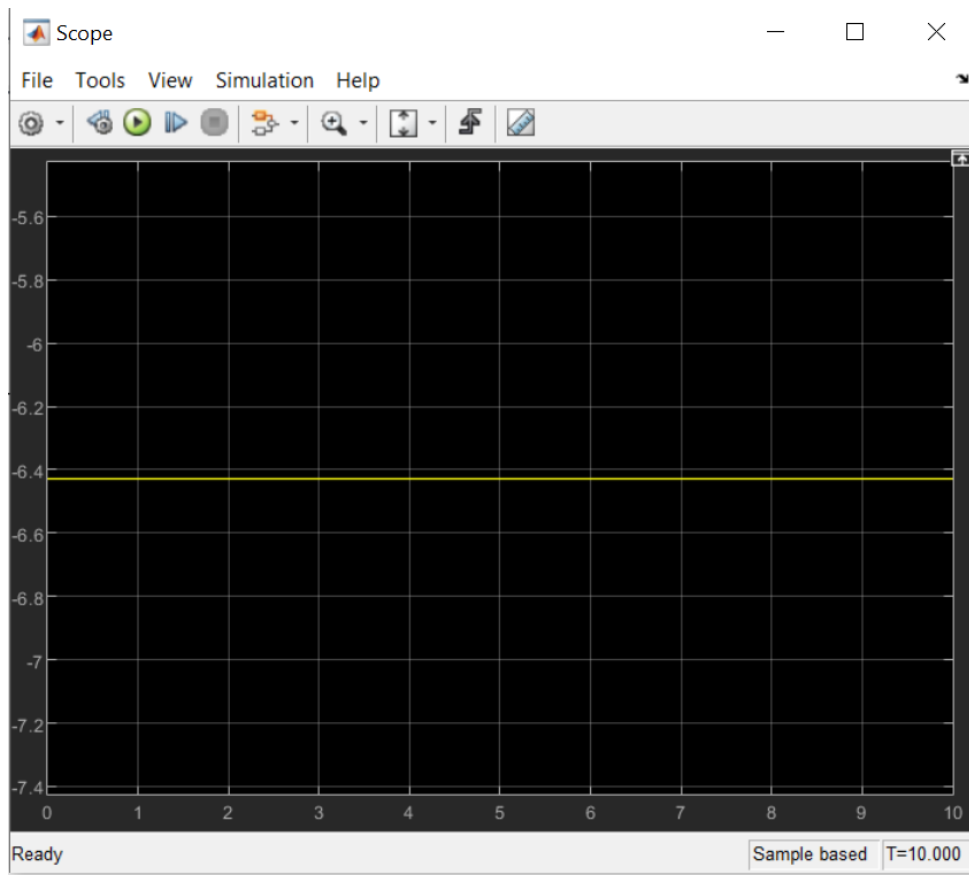 Scope
File Tools View Simulation Help
-5.6
-5.8
-6
-6.2
-6.4
-6.6
-6.8
-7
-7.2
-7.4
0 1 2 3 4 5 6 7 8 9 10
Ready Sample based T=10.000